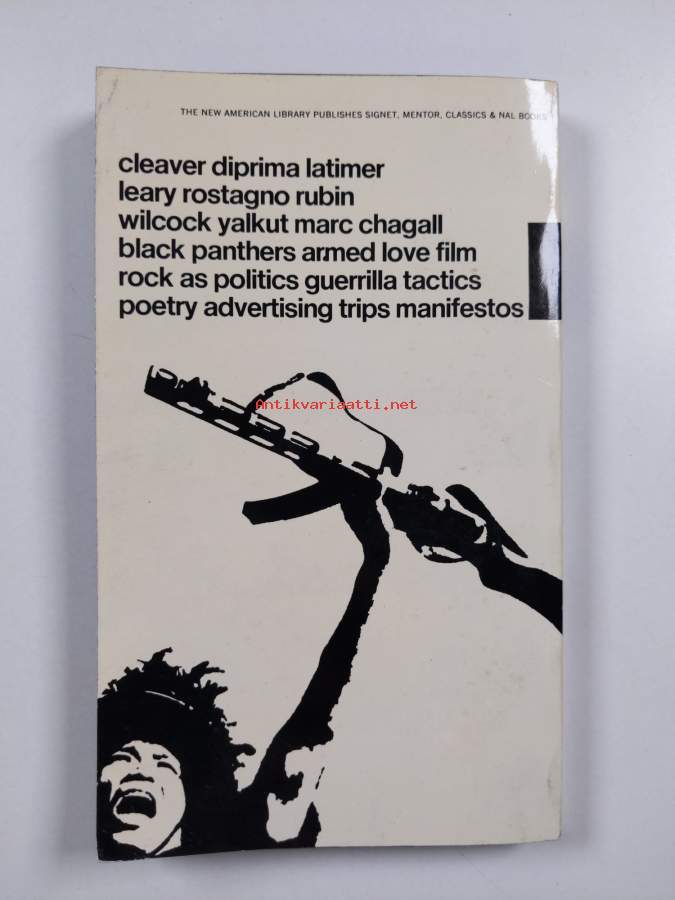 THE NEW AMERICAN LIBRARY PUBLISHES SIGNET, MENTOR, CLASSICS & NAL BOOKS
cleaver diprima latimer
leary rostagno rubin
wilcock yalkut marc chagall
black panthers armed love film
rock as politics guerrilla tactics
poetry advertising trips manifestos
Antikvariaatti.net